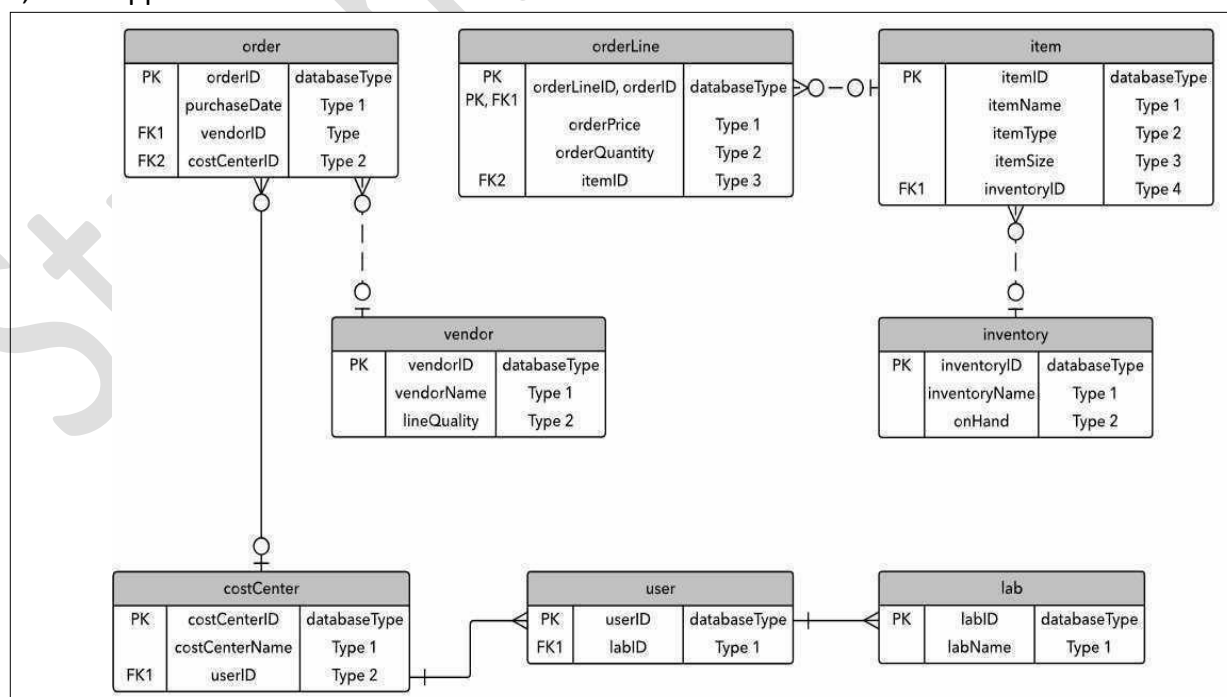 order
PK orderID databaseType
purchaseDate Type 1
FK1 vendorID Type
FK2 costCenterID Type 2
orderLine
PK
PK, FK1 orderLineID, orderID databaseType
orderPrice Type 1
orderQuantity Type 2
FK2 itemID Type 3
item
PK itemID databaseType
itemName Type 1
itemType Type 2
itemSize Type 3
FK1 inventoryID Type 4
vendor
PK vendorID databaseType
vendorName Type 1
lineQuality Type 2
inventory
PK inventoryID databaseType
inventoryName Type 1
onHand Type 2
costCenter
PK costCenterID databaseType
costCenterName Type 1
FK1 userID Type 2
user
PK userID databaseType
FK1 labID Type 1
lab
PK labID databaseType
labName Type 1